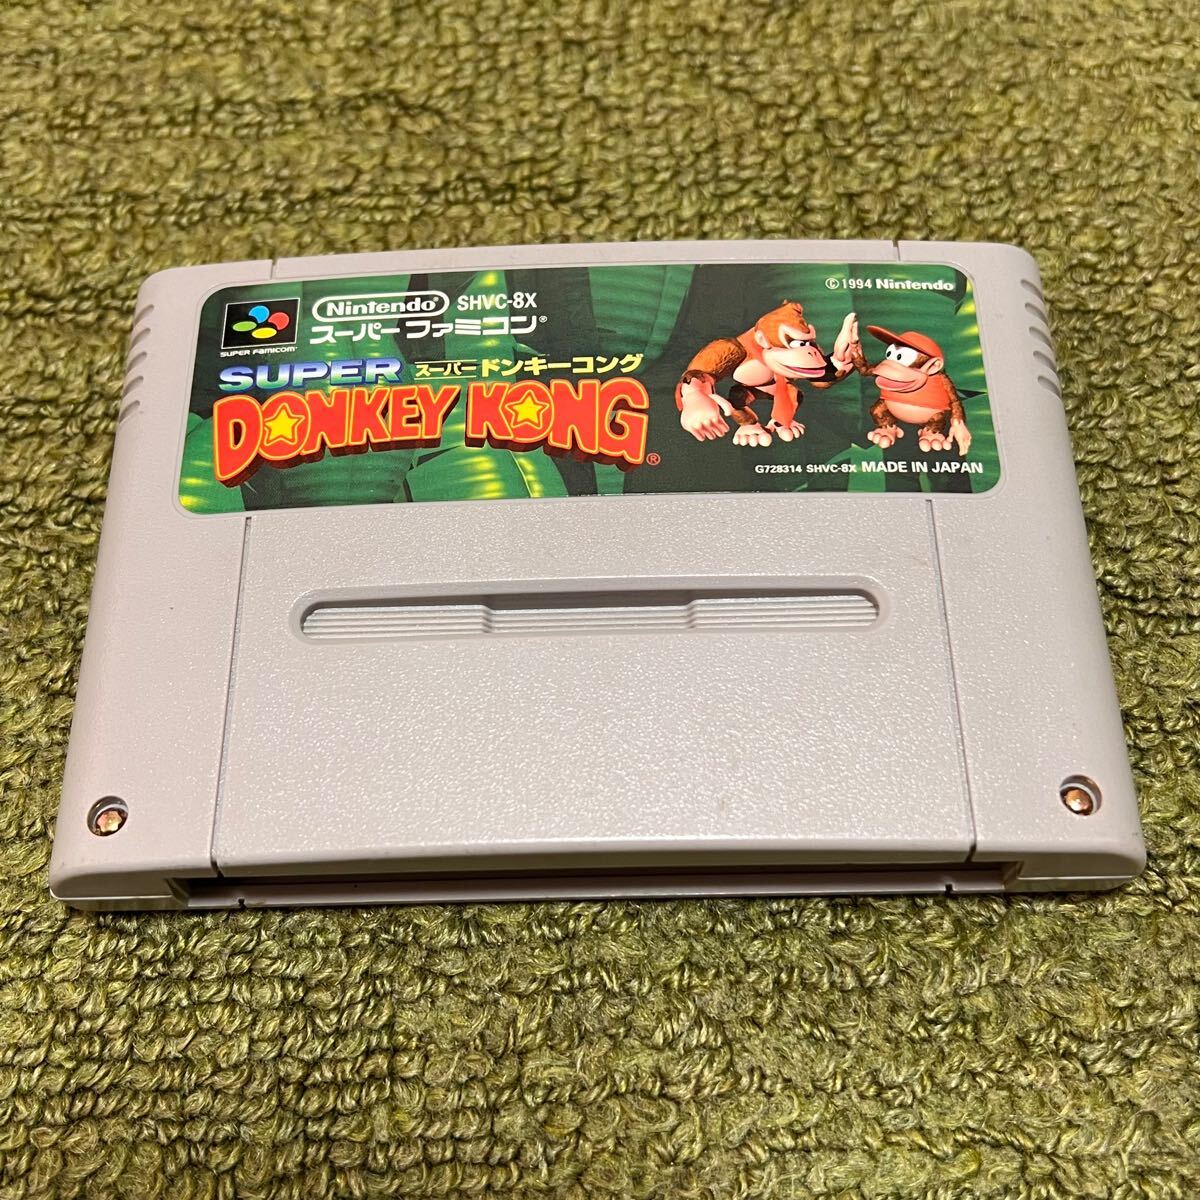 Nintendo SHVC-8X
スーパーファミコン®
SUPER FAMICOM™
© 1994 Nintendo
SUPER スーパードンキーコング
DONKEY KONG®
G728314 SHVC-8X MADE IN JAPAN